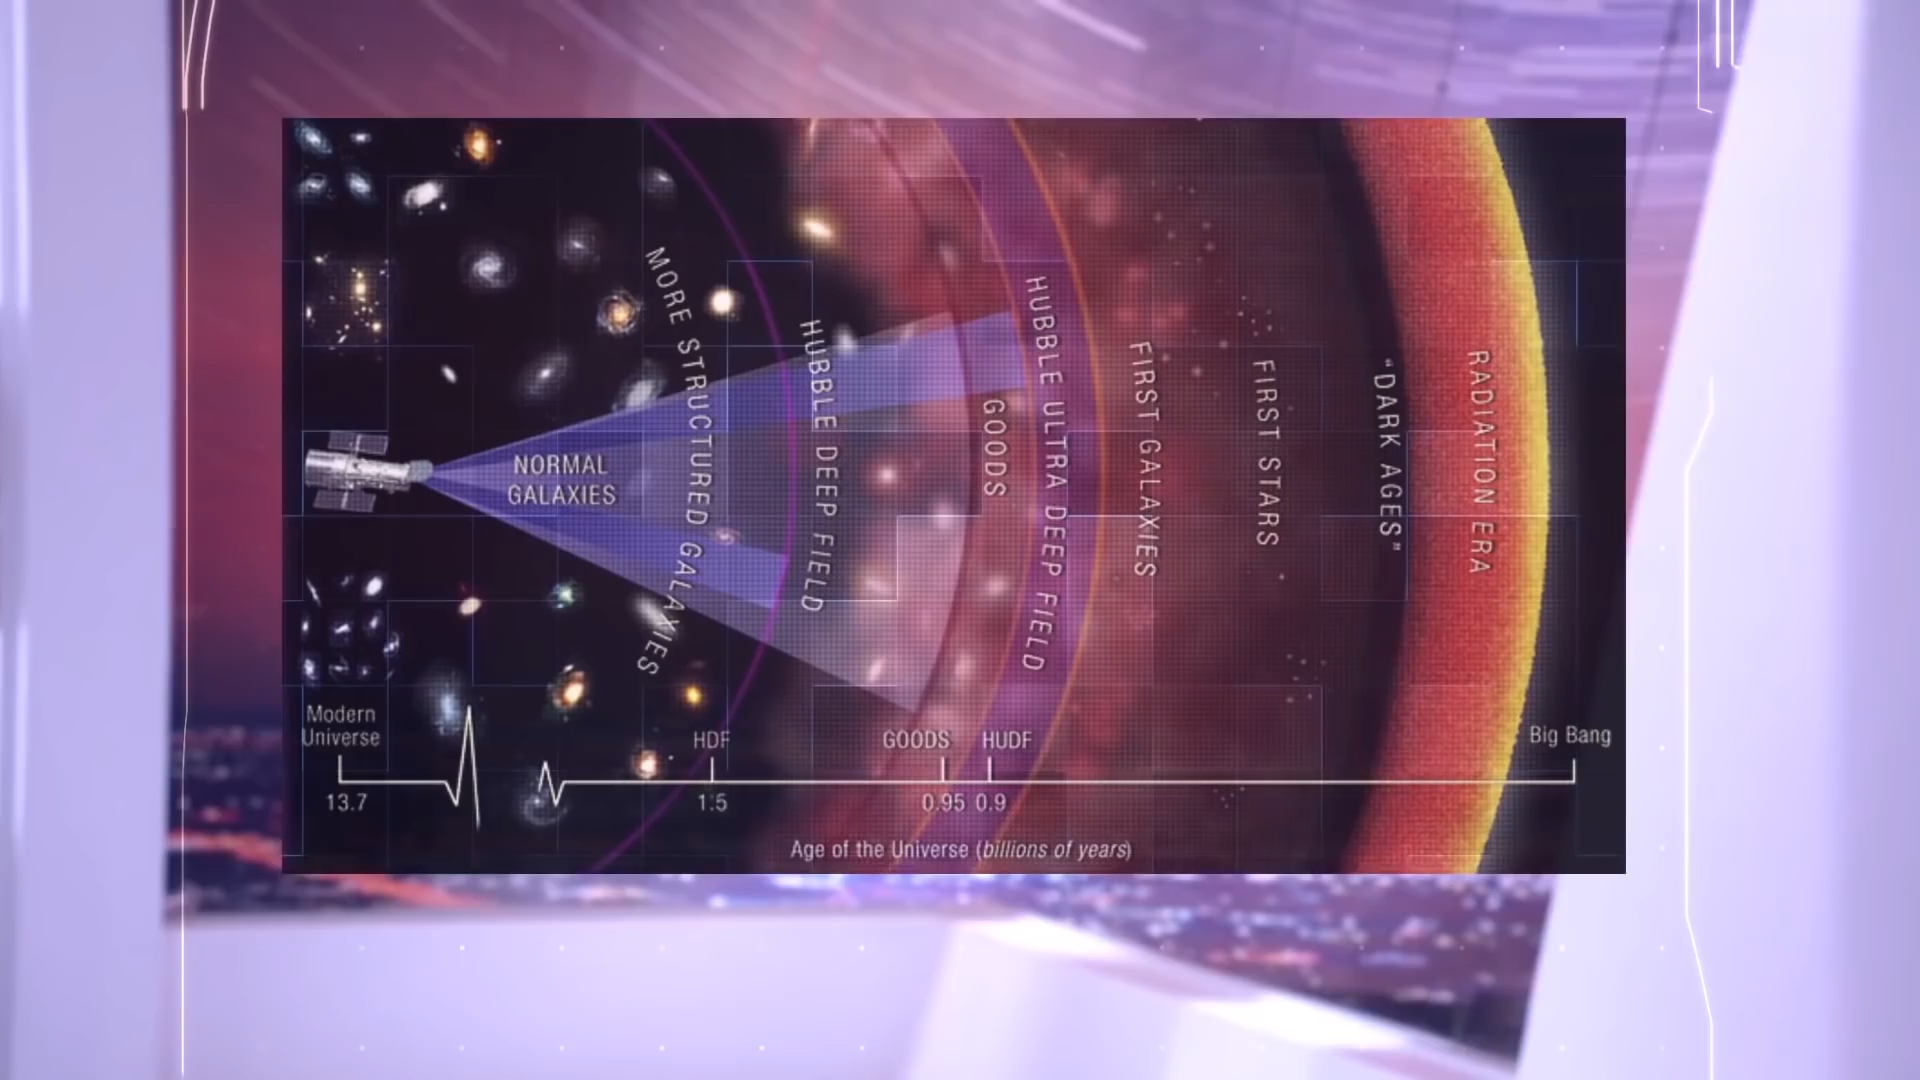 NORMAL
GALAXIES
MORE STRUCTURED GALAXIES
HUBBLE DEEP FIELD
GOODS
HUBBLE ULTRA DEEP FIELD
FIRST GALAXIES
FIRST STARS
"DARK AGES"
RADIATION ERA
Modern
Universe
HDF
GOODS
HUDF
Big Bang
13.7
1.5
0.95
0.9
Age of the Universe (billions of years)